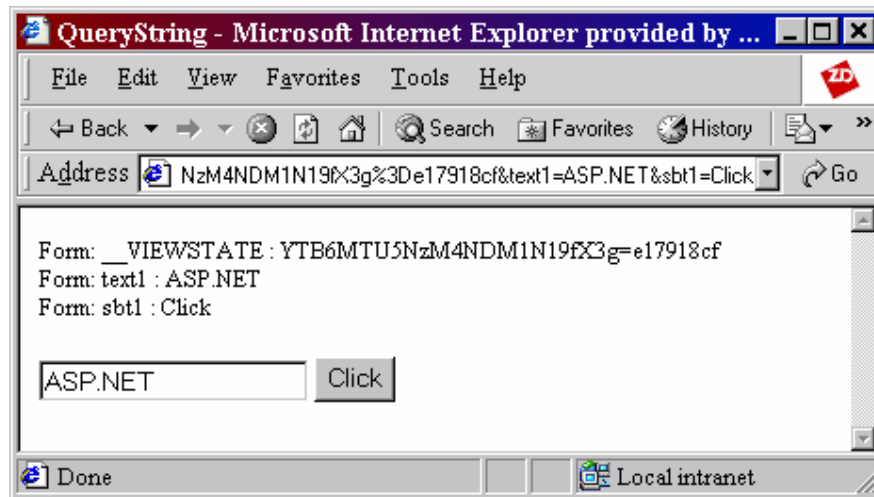 QueryString - Microsoft Internet Explorer provided by ...
File Edit View Favorites Tools Help
ZD
Back Search Favorites History »
Address NzM4NDM1N19fX3g%3De17918cf&text1=ASP.NET&sbt1=Click Go
Form: __VIEWSTATE : YTB6MTU5NzM4NDM1N19fX3g=e17918cf
Form: text1 : ASP.NET
Form: sbt1 : Click
ASP.NET Click
Done Local intranet